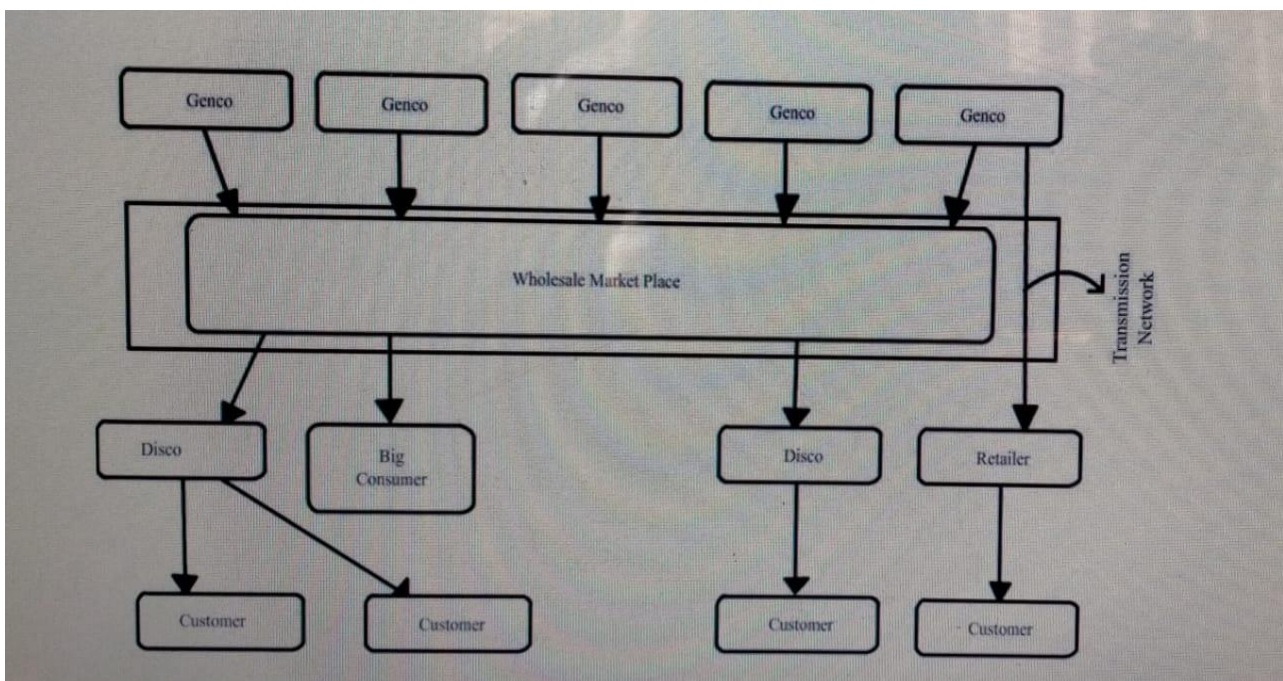 Genco
Genco
Genco
Genco
Genco
Wholesale Market Place
Transmission
Network
Disco
Big
Consumer
Disco
Retailer
Customer
Customer
Customer
Customer